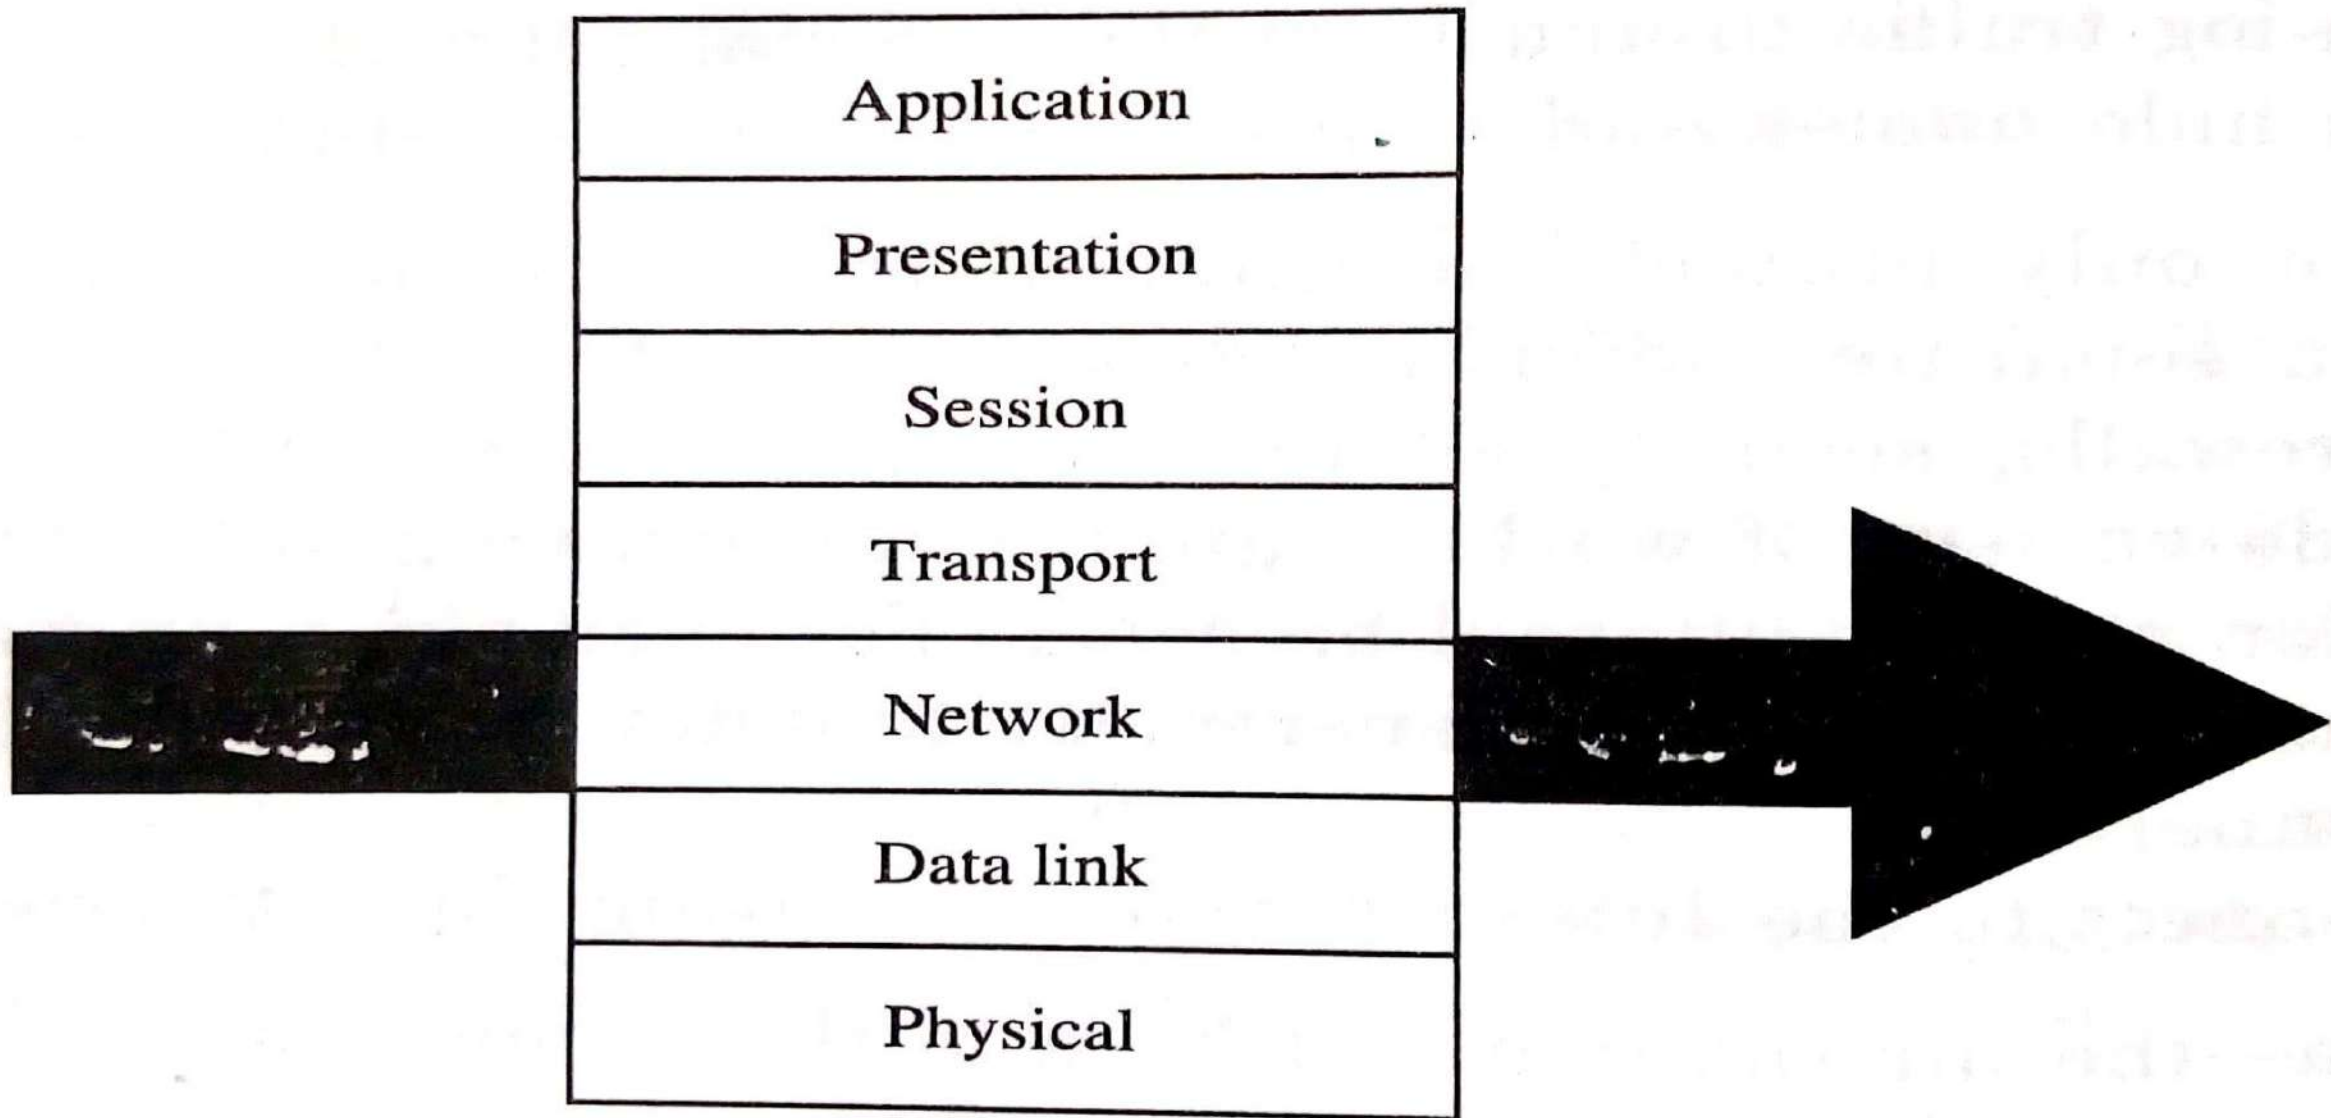 Application
Presentation
Session
Transport
Network
Data link
Physical